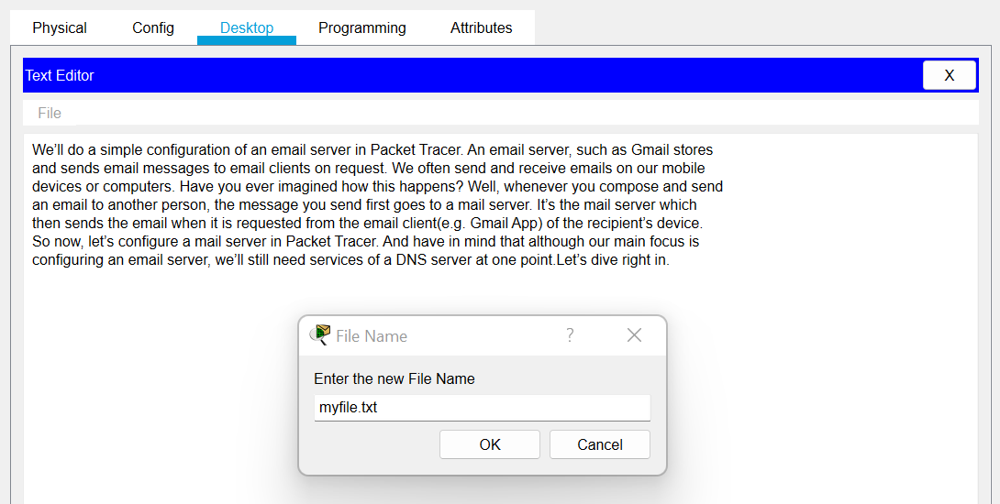 Physical Config Desktop Programming Attributes
Text Editor X
File
We’ll do a simple configuration of an email server in Packet Tracer. An email server, such as Gmail stores
and sends email messages to email clients on request. We often send and receive emails on our mobile
devices or computers. Have you ever imagined how this happens? Well, whenever you compose and send
an email to another person, the message you send first goes to a mail server. It’s the mail server which
then sends the email when it is requested from the email client(e.g. Gmail App) of the recipient’s device.
So now, let’s configure a mail server in Packet Tracer. And have in mind that although our main focus is
configuring an email server, we’ll still need services of a DNS server at one point.Let’s dive right in.
File Name ?
Enter the new File Name
myfile.txt
OK Cancel